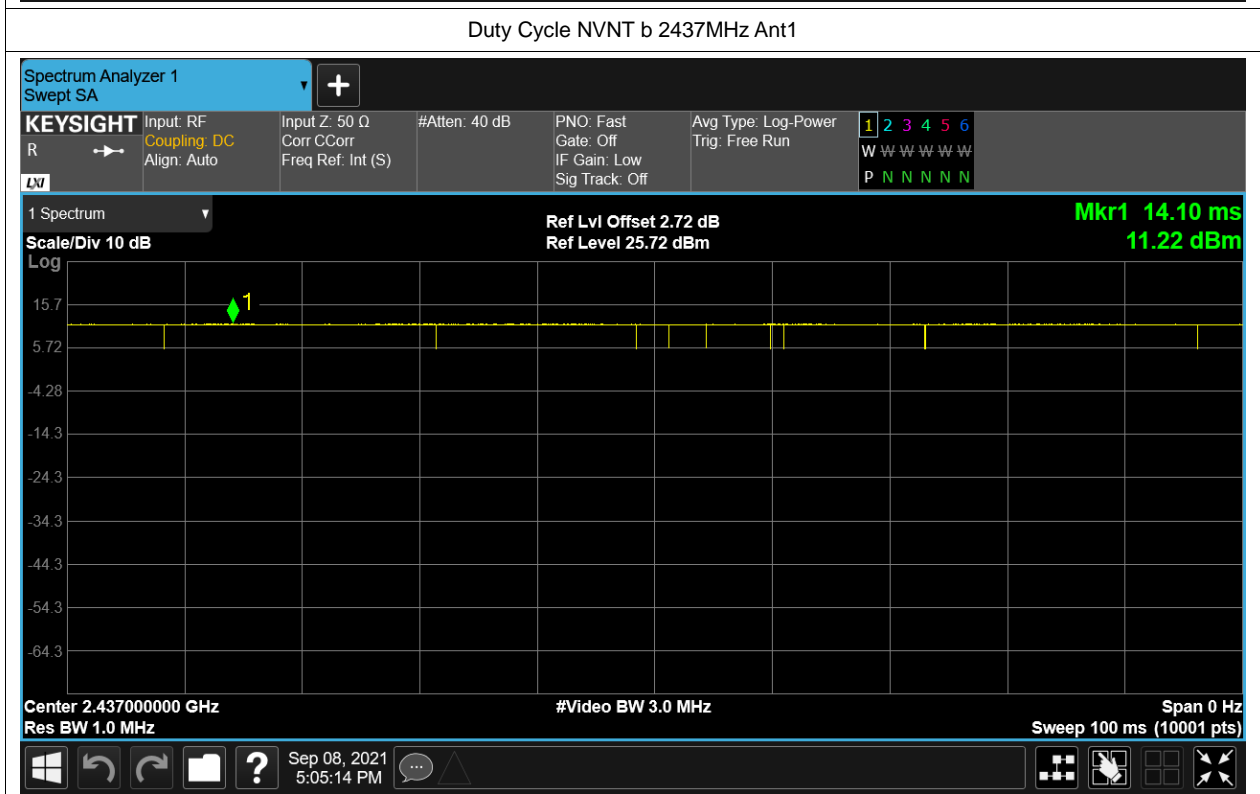 Duty Cycle NVNT b 2437MHz Ant1
Spectrum Analyzer 1
Swept SA
KEYSIGHT
R
LXI
Input: RF
Coupling: DC
Align: Auto
Input Z: 50 Ω
Corr CCorr
Freq Ref: Int (S)
#Atten: 40 dB
PNO: Fast
Gate: Off
IF Gain: Low
Sig Track: Off
Avg Type: Log-Power
Trig: Free Run
1 2 3 4 5 6
W W W W W W
P N N N N N
1 Spectrum
Scale/Div 10 dB
Log
Ref Lvl Offset 2.72 dB
Ref Level 25.72 dBm
Mkr1 14.10 ms
11.22 dBm
1
15.7
5.72
-4.28
-14.3
-24.3
-34.3
-44.3
-54.3
-64.3
Center 2.437000000 GHz
Res BW 1.0 MHz
#Video BW 3.0 MHz
Span 0 Hz
Sweep 100 ms (10001 pts)
?
Sep 08, 2021
5:05:14 PM